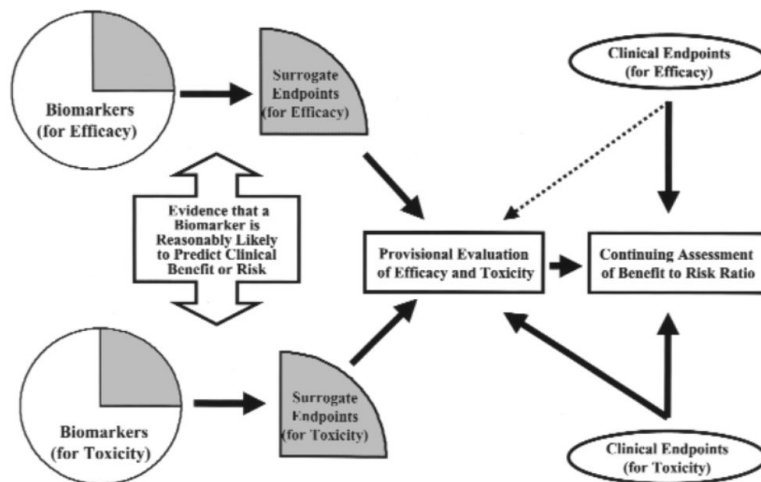 Biomarkers
(for Efficacy)
Surrogate
Endpoints
(for Efficacy)
Clinical Endpoints
(for Efficacy)
Evidence that a
Biomarker is
Reasonably Likely
to Predict Clinical
Benefit or Risk
Provisional Evaluation
of Efficacy and Toxicity
Continuing Assessment
of Benefit to Risk Ratio
Biomarkers
(for Toxicity)
Surrogate
Endpoints
(for Toxicity)
Clinical Endpoints
(for Toxicity)